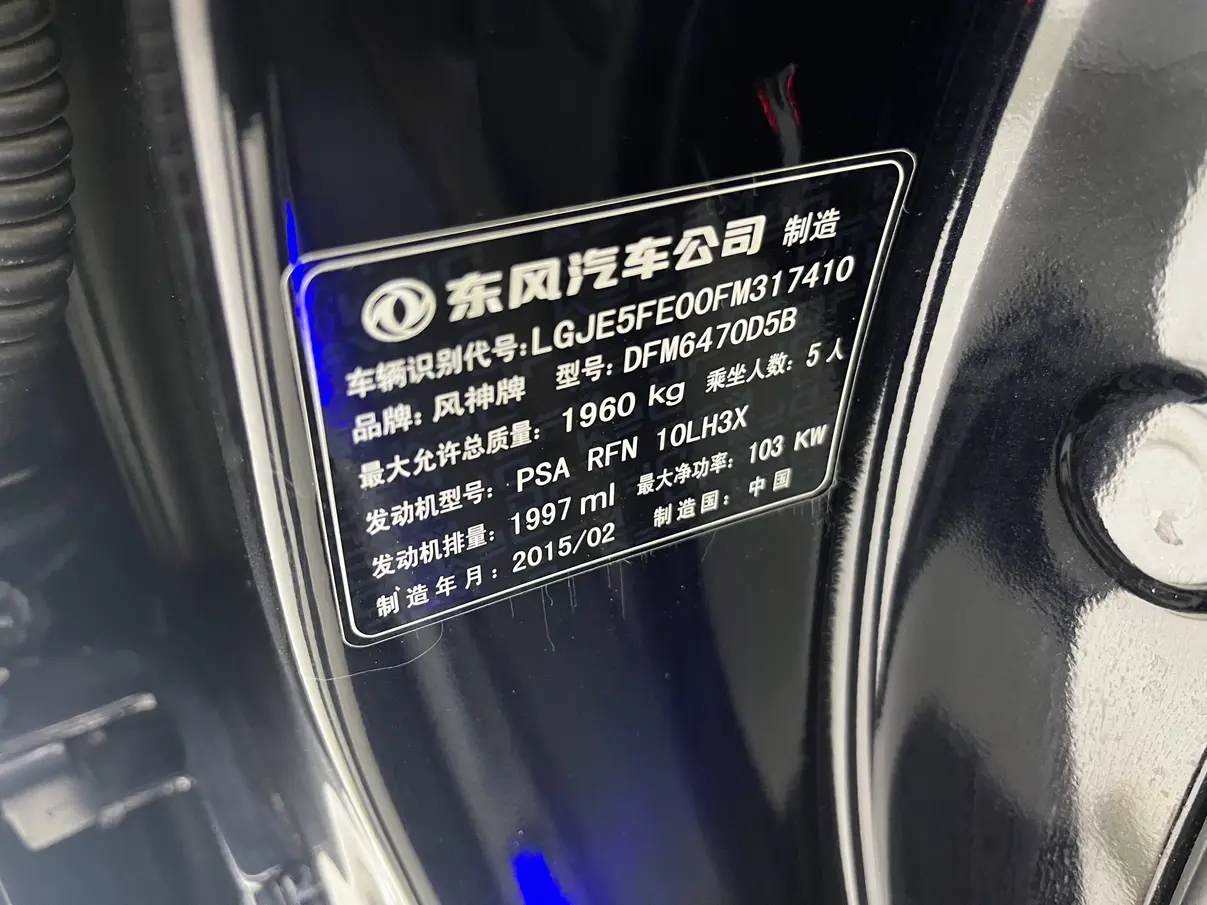 东风汽车公司 制造
车辆识别代号:LGJE5FE00FM317410
品牌: 风神牌 型号: DFM6470D5B
最大允许总质量: 1960 kg 乘坐人数: 5 人
发动机型号: PSA RFN 10LH3X
发动机排量: 1997 ml 最大净功率: 103 KW
制造年月: 2015/02 制造国: 中国